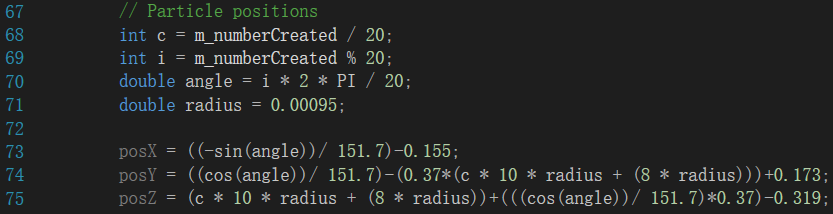 67 // Particle positions
68 int c = m_numberCreated / 20;
69 int i = m_numberCreated % 20;
70 double angle = i * 2 * PI / 20;
71 double radius = 0.00095;
72
73 posX = ((-sin(angle))/ 151.7)-0.155;
74 posY = ((cos(angle))/ 151.7)-(0.37*(c * 10 * radius + (8 * radius)))+0.173;
75 posZ = (c * 10 * radius + (8 * radius))+(((cos(angle))/ 151.7)*0.37)-0.319;